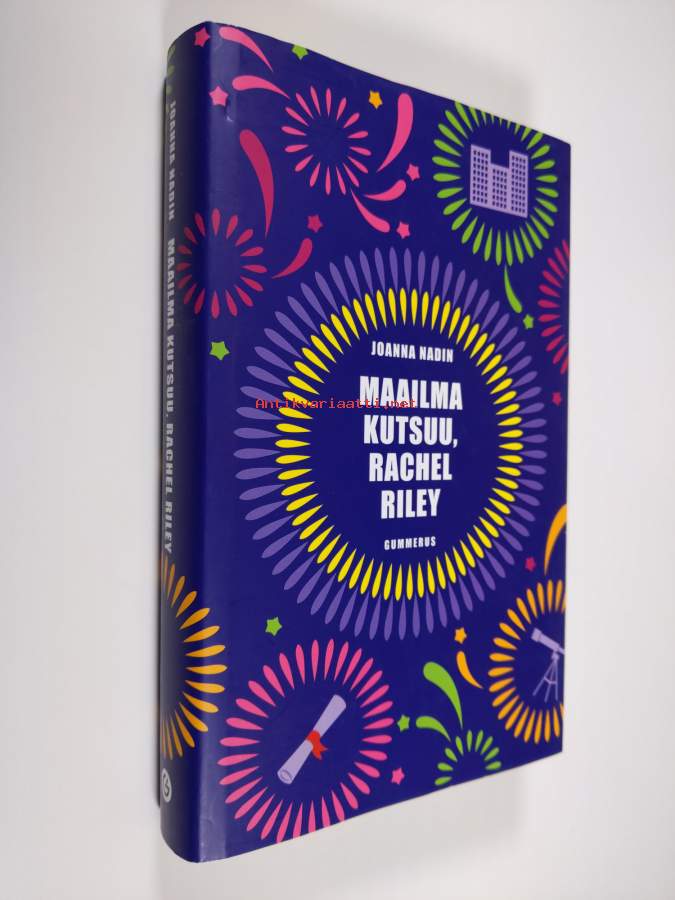 JOANNA NADIN MAAILMA KUTSUU, RACHEL RILEY
JOANNA NADIN
MAAILMA
Antikvariaatti.net
KUTSUU,
RACHEL
RILEY
GUMMERUS